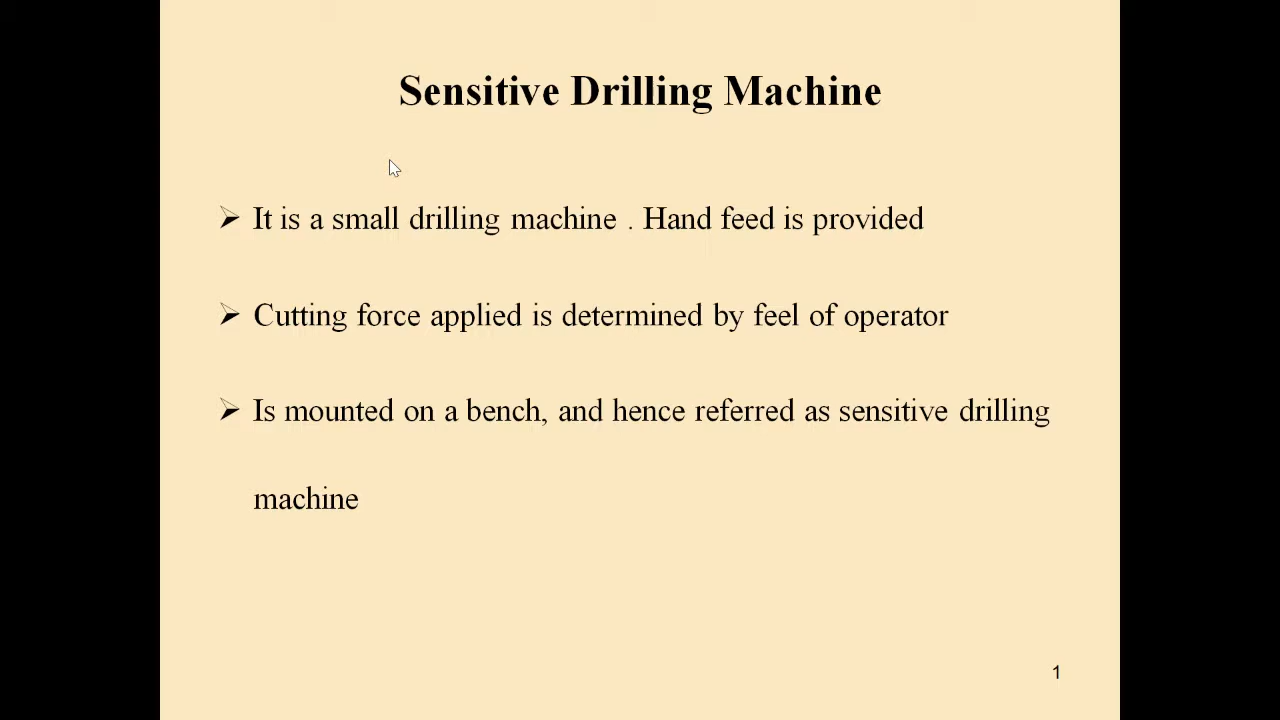 Sensitive Drilling Machine
➢ It is a small drilling machine . Hand feed is provided
➢ Cutting force applied is determined by feel of operator
➢ Is mounted on a bench, and hence referred as sensitive drilling
machine
1